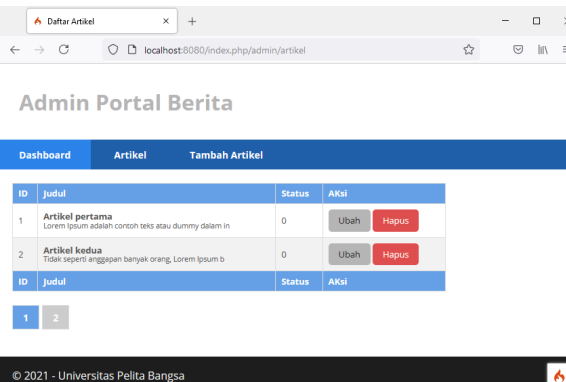 Daftar Artikel
localhost:8080/index.php/admin/artikel
Admin Portal Berita
Dashboard Artikel Tambah Artikel
ID Judul Status AKsi
1 Artikel pertama 0 Ubah Hapus
Lorem Ipsum adalah contoh teks atau dummy dalam in
2 Artikel kedua 0 Ubah Hapus
Tidak seperti anggapan banyak orang, Lorem Ipsum b
ID Judul Status AKsi
1 2
© 2021 - Universitas Pelita Bangsa